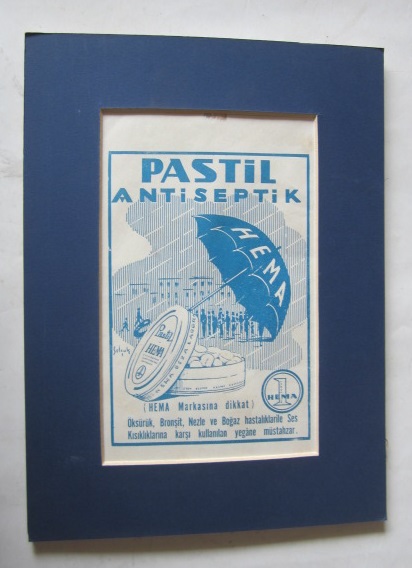 PASTİL
ANTİSEPTİK
HEMA
Pastil
HEMA
HEMA
(HEMA Markasına dikkat)
Öksürük, Bronşit, Nezle ve Boğaz hastalıklarile Ses
Kısıklıklarına karşı kullanılan yegâne müstahzar.